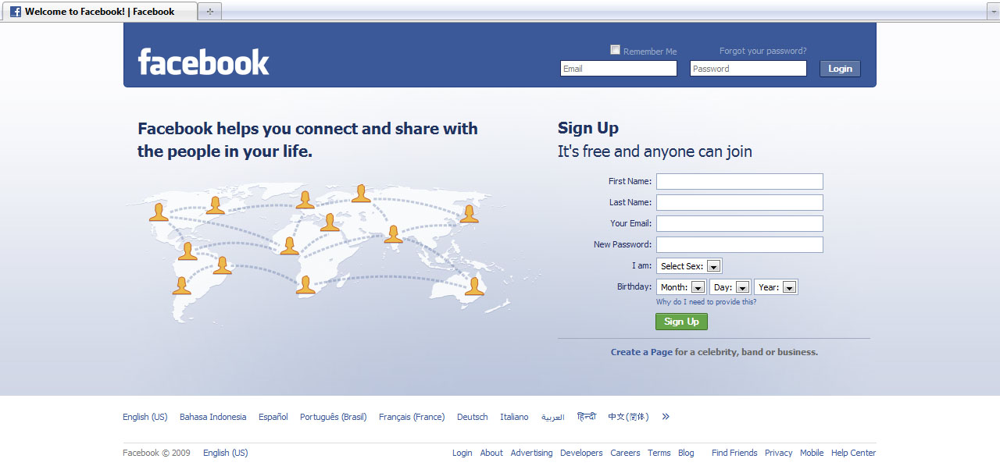 Welcome to Facebook! | Facebook
facebook
Remember Me
Forgot your password?
Email
Password
Login
Facebook helps you connect and share with
the people in your life.
Sign Up
It's free and anyone can join
First Name:
Last Name:
Your Email:
New Password:
I am: Select Sex:
Birthday: Month: Day: Year:
Why do I need to provide this?
Sign Up
Create a Page for a celebrity, band or business.
English (US) Bahasa Indonesia Español Português (Brasil) Français (France) Deutsch Italiano العربية हिन्दी 中文(简体) »
Facebook © 2009 English (US) Login About Advertising Developers Careers Terms Blog Find Friends Privacy Mobile Help Center